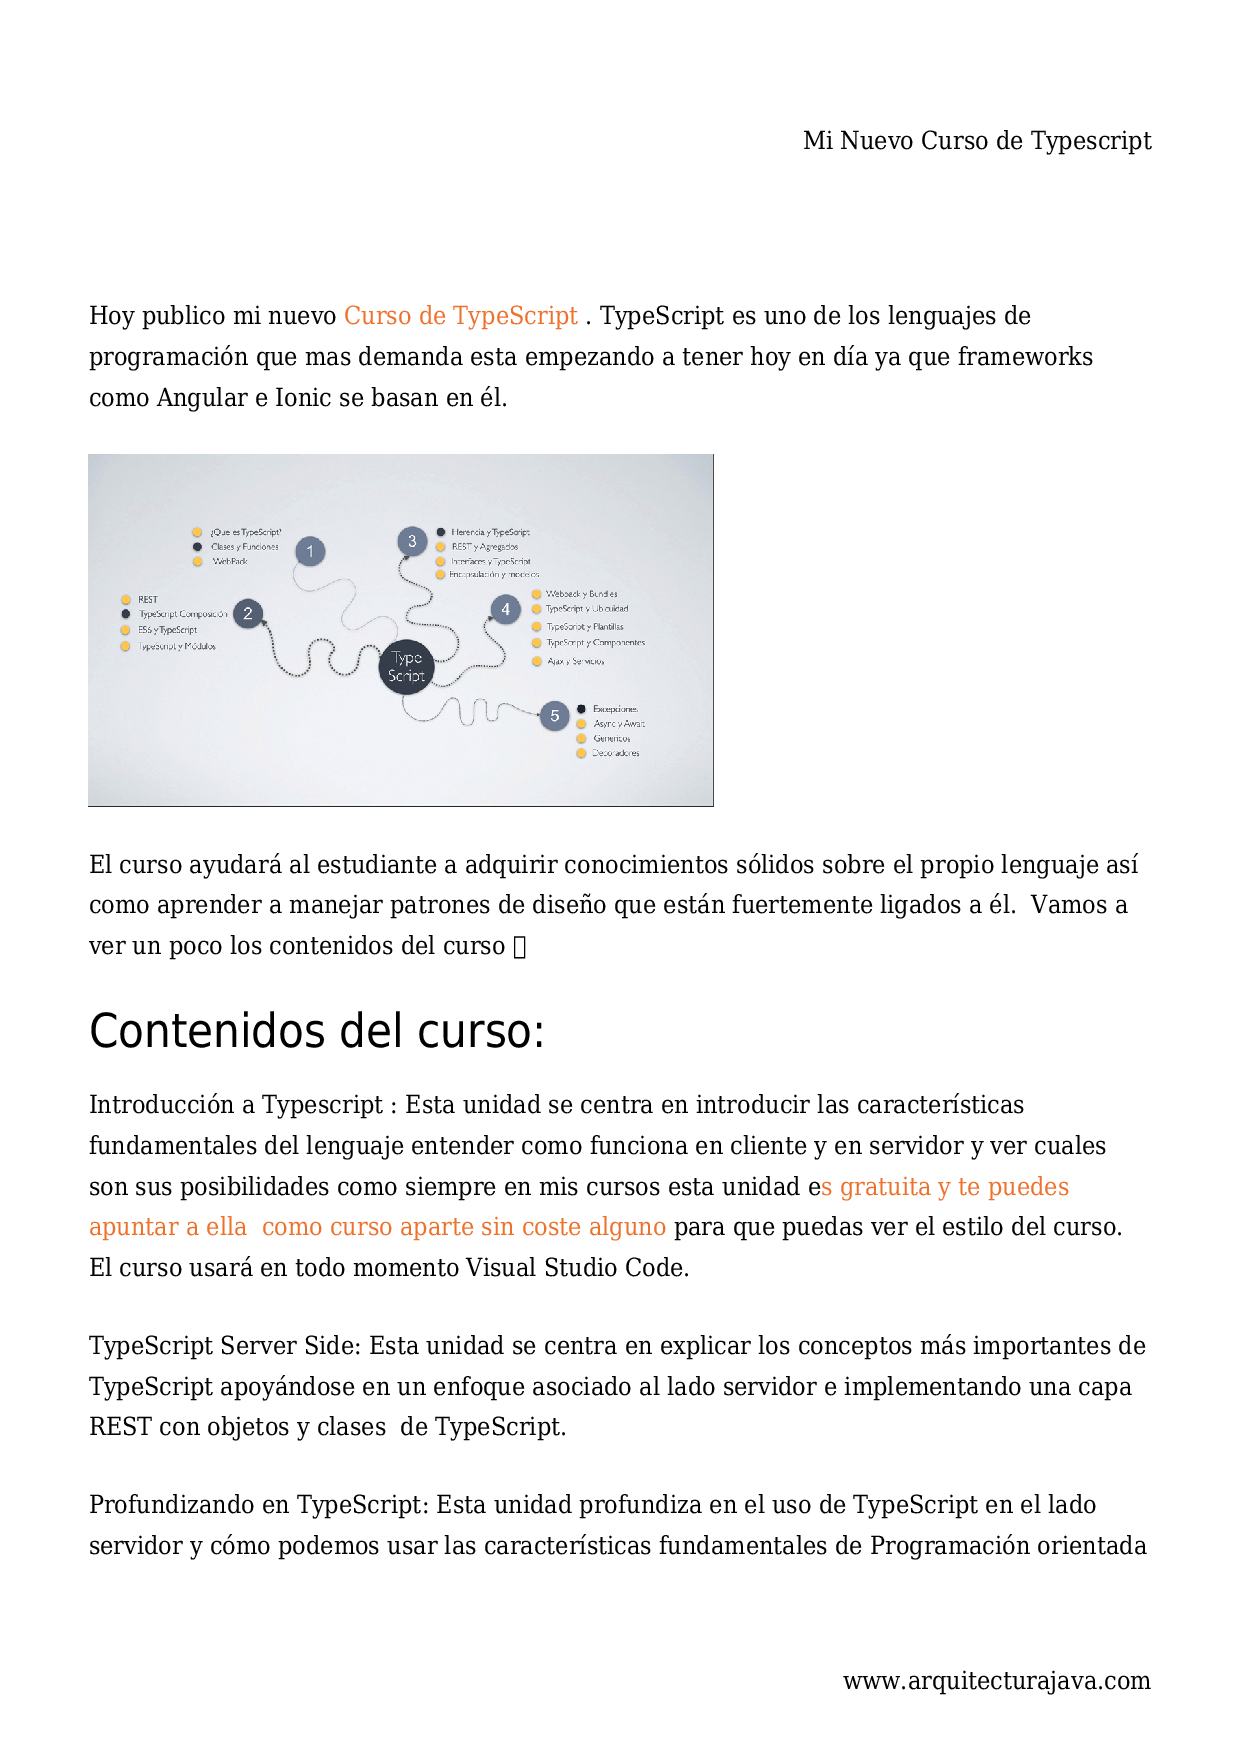 Mi Nuevo Curso de Typescript
Hoy publico mi nuevo Curso de TypeScript . TypeScript es uno de los lenguajes de
programación que mas demanda esta empezando a tener hoy en día ya que frameworks
como Angular e Ionic se basan en él.
¿Que es TypeScript?
Clases y Funciones
WebPack
1
REST
TypeScript Composición
ES6 y TypeScript
TypeScript y Módulos
2
3
Herencia y TypeScript
REST y Agregados
Interfaces y TypeScript
Encapsulación y modelos
4
Webpack y Bundles
TypeScript y Ubicuidad
TypeScript y Plantillas
TypeScript y Componentes
Ajax y Servicios
Type
Script
5
Excepciones
Async y Await
Genericos
Decoradores
El curso ayudará al estudiante a adquirir conocimientos sólidos sobre el propio lenguaje así
como aprender a manejar patrones de diseño que están fuertemente ligados a él.  Vamos a
ver un poco los contenidos del curso
Contenidos del curso:
Introducción a Typescript : Esta unidad se centra en introducir las características
fundamentales del lenguaje entender como funciona en cliente y en servidor y ver cuales
son sus posibilidades como siempre en mis cursos esta unidad es gratuita y te puedes
apuntar a ella  como curso aparte sin coste alguno para que puedas ver el estilo del curso.
El curso usará en todo momento Visual Studio Code.
TypeScript Server Side: Esta unidad se centra en explicar los conceptos más importantes de
TypeScript apoyándose en un enfoque asociado al lado servidor e implementando una capa
REST con objetos y clases  de TypeScript.
Profundizando en TypeScript: Esta unidad profundiza en el uso de TypeScript en el lado
servidor y cómo podemos usar las características fundamentales de Programación orientada
www.arquitecturajava.com